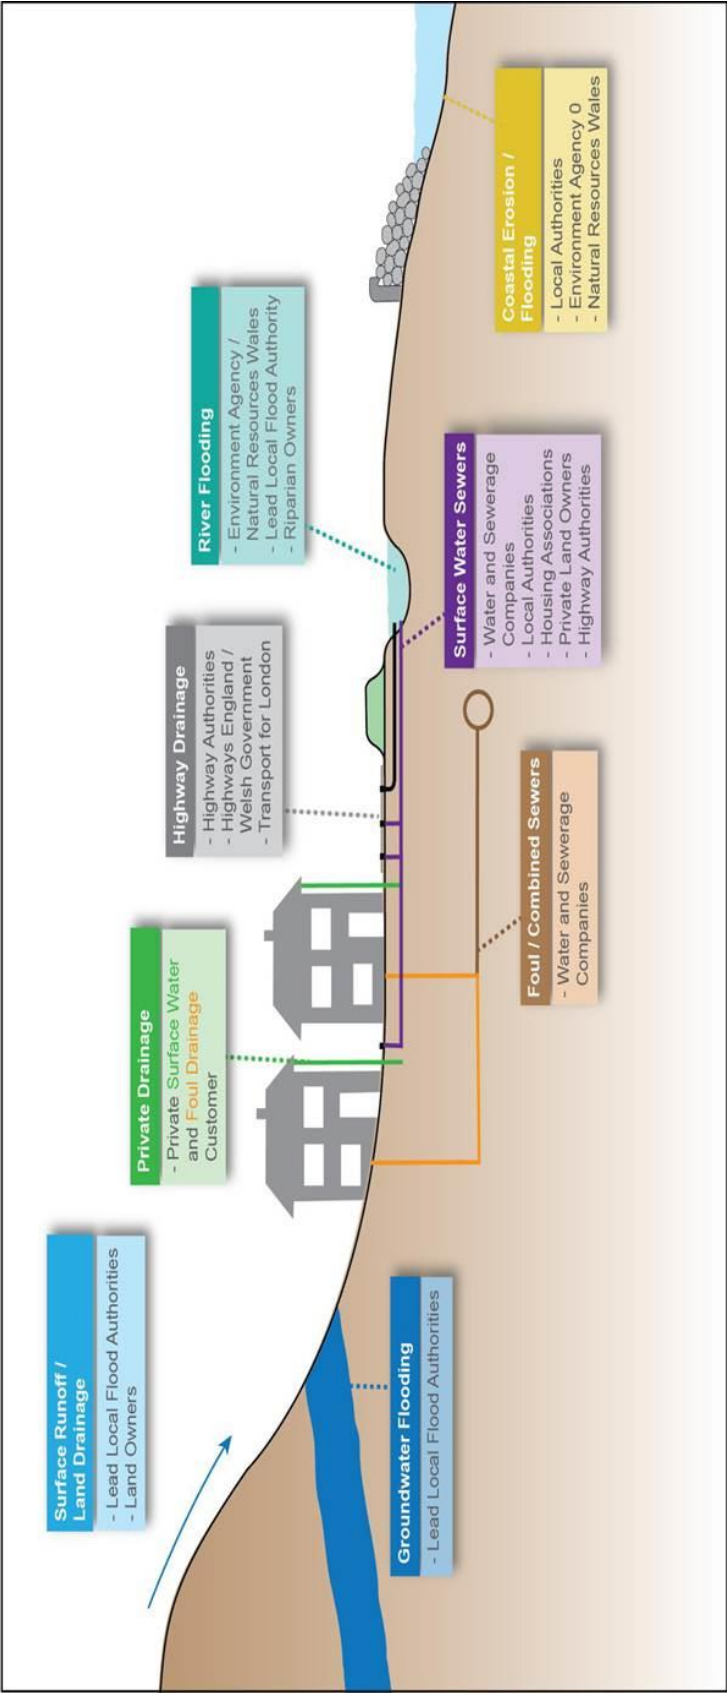 Surface Runoff /
Land Drainage
- Lead Local Flood Authorities
- Land Owners
Private Drainage
- Private Surface Water
and Foul Drainage
Customer
Highway Drainage
- Highway Authorities
- Highways England /
Welsh Government
- Transport for London
River Flooding
- Environment Agency /
Natural Resources Wales
- Lead Local Flood Authority
- Riparian Owners
Groundwater Flooding
- Lead Local Flood Authorities
Foul / Combined Sewers
- Water and Sewerage
Companies
Surface Water Sewers
- Water and Sewerage
Companies
- Local Authorities
- Housing Associations
- Private Land Owners
- Highway Authorities
Coastal Erosion /
Flooding
- Local Authorities
- Environment Agency 0
- Natural Resources Wales